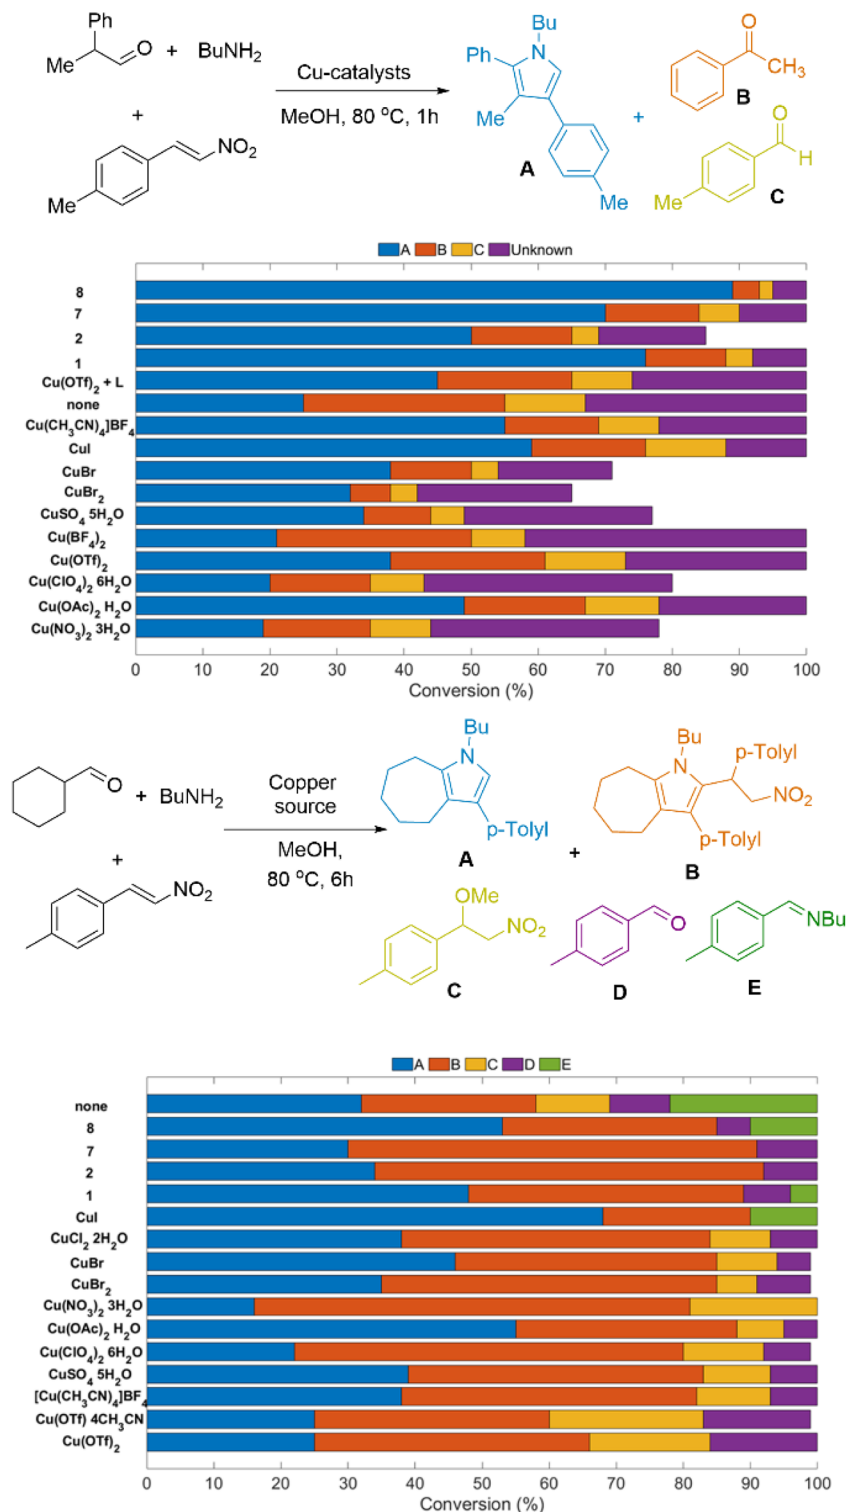 Ph
Me
O
+
BuNH2
Cu-catalysts
MeOH, 80 oC, 1h
+
NO2
Me
Bu
N
Ph
Me
A
Me
+
O
CH3
B
O
H
Me
C
A B C Unknown
8
7
2
1
Cu(OTf)2 + L
none
Cu(CH3CN)4]BF4
CuI
CuBr
CuBr2
CuSO4 5H2O
Cu(BF4)2
Cu(OTf)2
Cu(ClO4)2 6H2O
Cu(OAc)2 H2O
Cu(NO3)2 3H2O
0 10 20 30 40 50 60 70 80 90 100
Conversion (%)
O
+ BuNH2
Copper
source
MeOH,
80 oC, 6h
+
NO2
Bu
N
p-Tolyl
A
+
Bu
p-Tolyl
N
NO2
p-Tolyl
B
OMe
NO2
C
O
D
NBu
E
A B C D E
none
8
7
2
1
CuI
CuCl2 2H2O
CuBr
CuBr2
Cu(NO3)2 3H2O
Cu(OAc)2 H2O
Cu(ClO4)2 6H2O
CuSO4 5H2O
[Cu(CH3CN)4]BF4
Cu(OTf) 4CH3CN
Cu(OTf)2
0 10 20 30 40 50 60 70 80 90 100
Conversion (%)